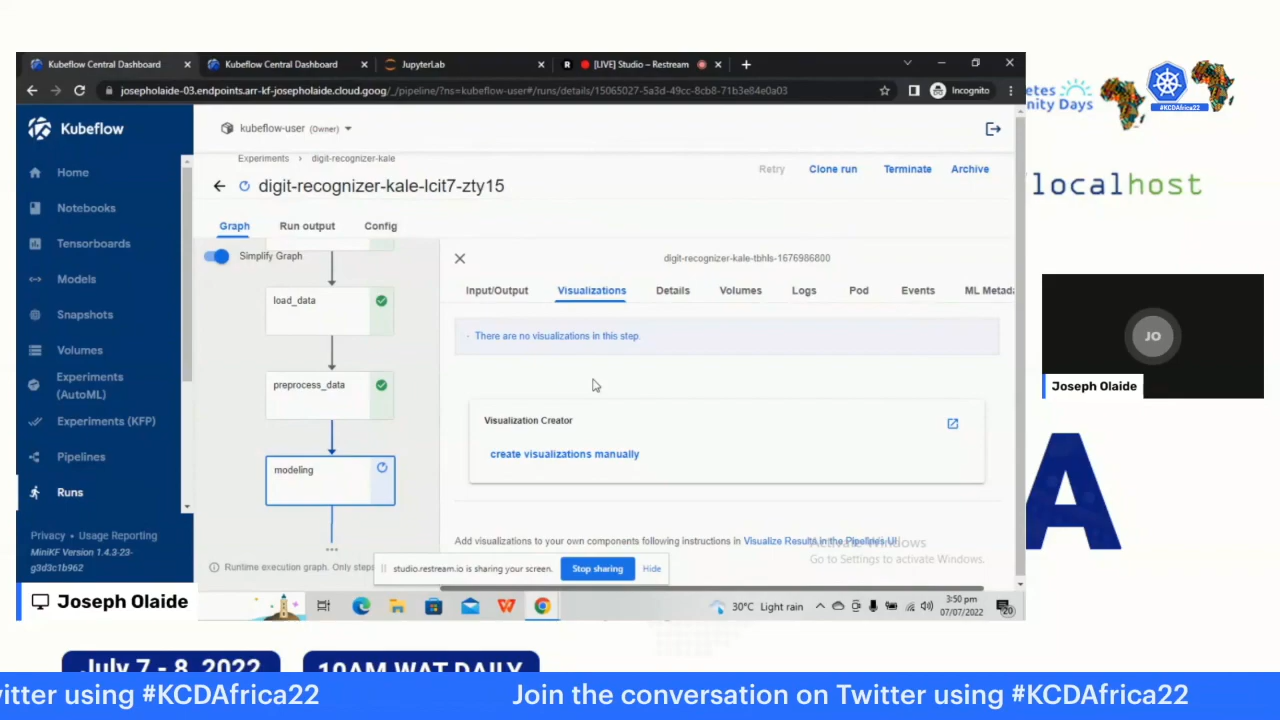 Kubeflow Central Dashboard
Kubeflow Central Dashboard
JupyterLab
[LIVE] Studio – Restream
josepholaide-03.endpoints.arr-kf-josepholaide.cloud.goog/_/pipeline/?ns=kubeflow-user#/runs/details/15065027-5a3d-49cc-8cb8-71b3e84e0a03
Incognito
Kubeflow
kubeflow-user (Owner)
Home
Notebooks
Tensorboards
Models
Snapshots
Volumes
Experiments
(AutoML)
Experiments (KFP)
Pipelines
Runs
Privacy • Usage Reporting
MiniKF Version 1.4.3-23-
g3d3c1b962
Experiments › digit-recognizer-kale
digit-recognizer-kale-lcit7-zty15
Retry
Clone run
Terminate
Archive
Graph
Run output
Config
Simplify Graph
load_data
preprocess_data
modeling
Runtime execution graph. Only steps
digit-recognizer-kale-tbhls-1676986800
Input/Output
Visualizations
Details
Volumes
Logs
Pod
Events
ML Metada
There are no visualizations in this step.
Visualization Creator
create visualizations manually
Add visualizations to your own components following instructions in Visualize Results in the Pipelines UI
Activate Windows
Go to Settings to activate Windows.
studio.restream.io is sharing your screen.
Stop sharing
Hide
30°C Light rain
3:50 pm
07/07/2022
20
Joseph Olaide
etes
nity Days
#KCDAfrica22
localhost
JO
Joseph Olaide
A
July 7 - 8, 2022
10AM WAT DAILY
witter using #KCDAfrica22
Join the conversation on Twitter using #KCDAfrica22